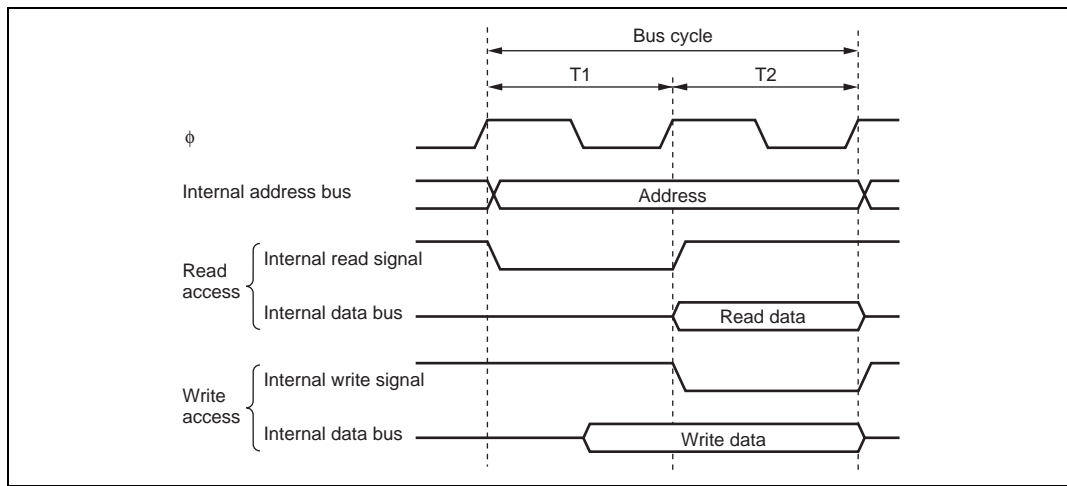 Bus cycle
T1 T2
ϕ
Internal address bus Address
Read access
Internal read signal
Internal data bus Read data
Write access
Internal write signal
Internal data bus Write data